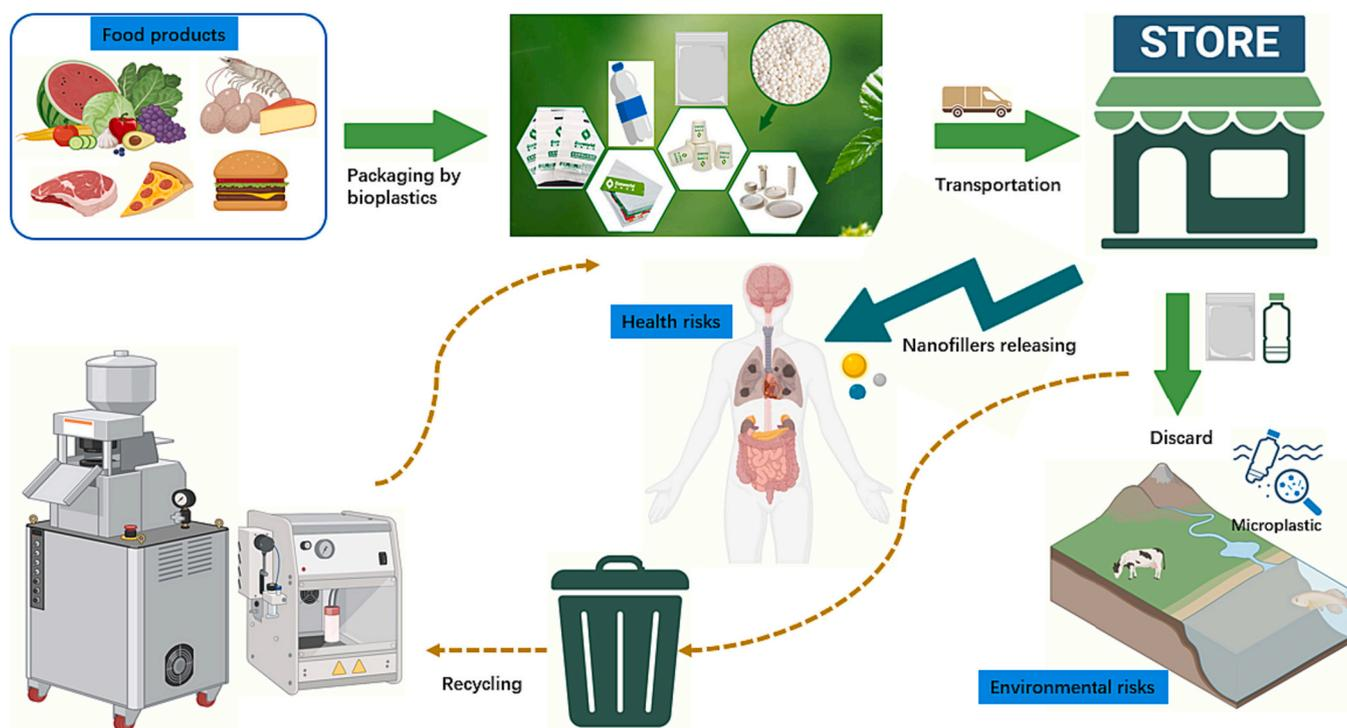 Food products
STORE
Packaging by
bioplastics
Transportation
Health risks
Nanofillers releasing
Discard
Microplastic
Recycling
Environmental risks